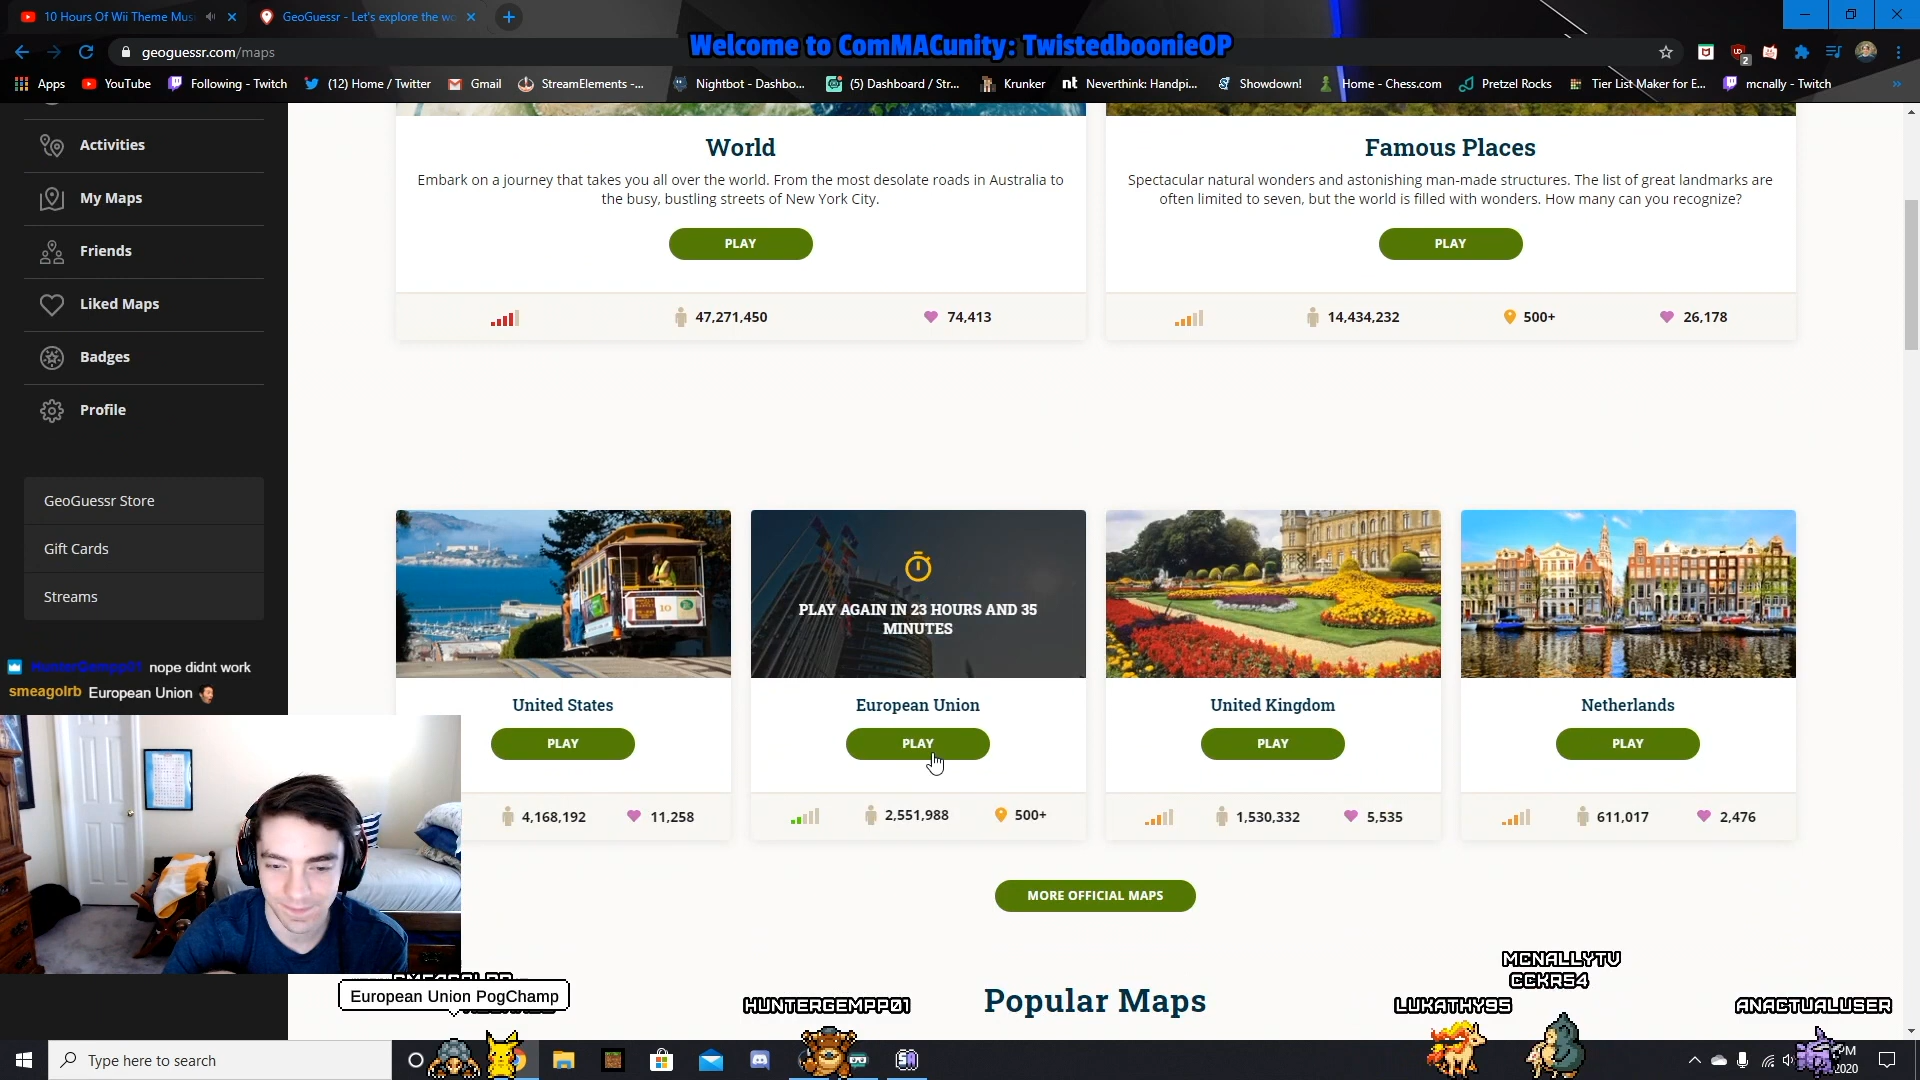 10 Hours Of Wii Theme Mus
GeoGuessr - Let's explore the wo
geoguessr.com/maps
Welcome to ComMACunity: TwistedboonieOP
2
Apps
YouTube
Following - Twitch
(12) Home / Twitter
Gmail
StreamElements -...
Nightbot - Dashbo...
(5) Dashboard / Str...
Krunker
Neverthink: Handpi...
Showdown!
Home - Chess.com
Pretzel Rocks
Tier List Maker for E...
mcnally - Twitch
Activities
My Maps
Friends
Liked Maps
Badges
Profile
GeoGuessr Store
Gift Cards
Streams
World
Embark on a journey that takes you all over the world. From the most desolate roads in Australia to
the busy, bustling streets of New York City.
PLAY
47,271,450
74,413
Famous Places
Spectacular natural wonders and astonishing man-made structures. The list of great landmarks are
often limited to seven, but the world is filled with wonders. How many can you recognize?
PLAY
14,434,232
500+
26,178
10
United States
PLAY
4,168,192
11,258
PLAY AGAIN IN 23 HOURS AND 35
MINUTES
European Union
PLAY
2,551,988
500+
United Kingdom
PLAY
1,530,332
5,535
Netherlands
PLAY
611,017
2,476
MORE OFFICIAL MAPS
Popular Maps
HunterGempp01 nope didnt work
smeagolrb European Union
European Union PogChamp
HUNTERGEMPP01
MCNALLYTV
CCKR54
LUKATHY95
ANACTUALUSER
Type here to search
PM
2020